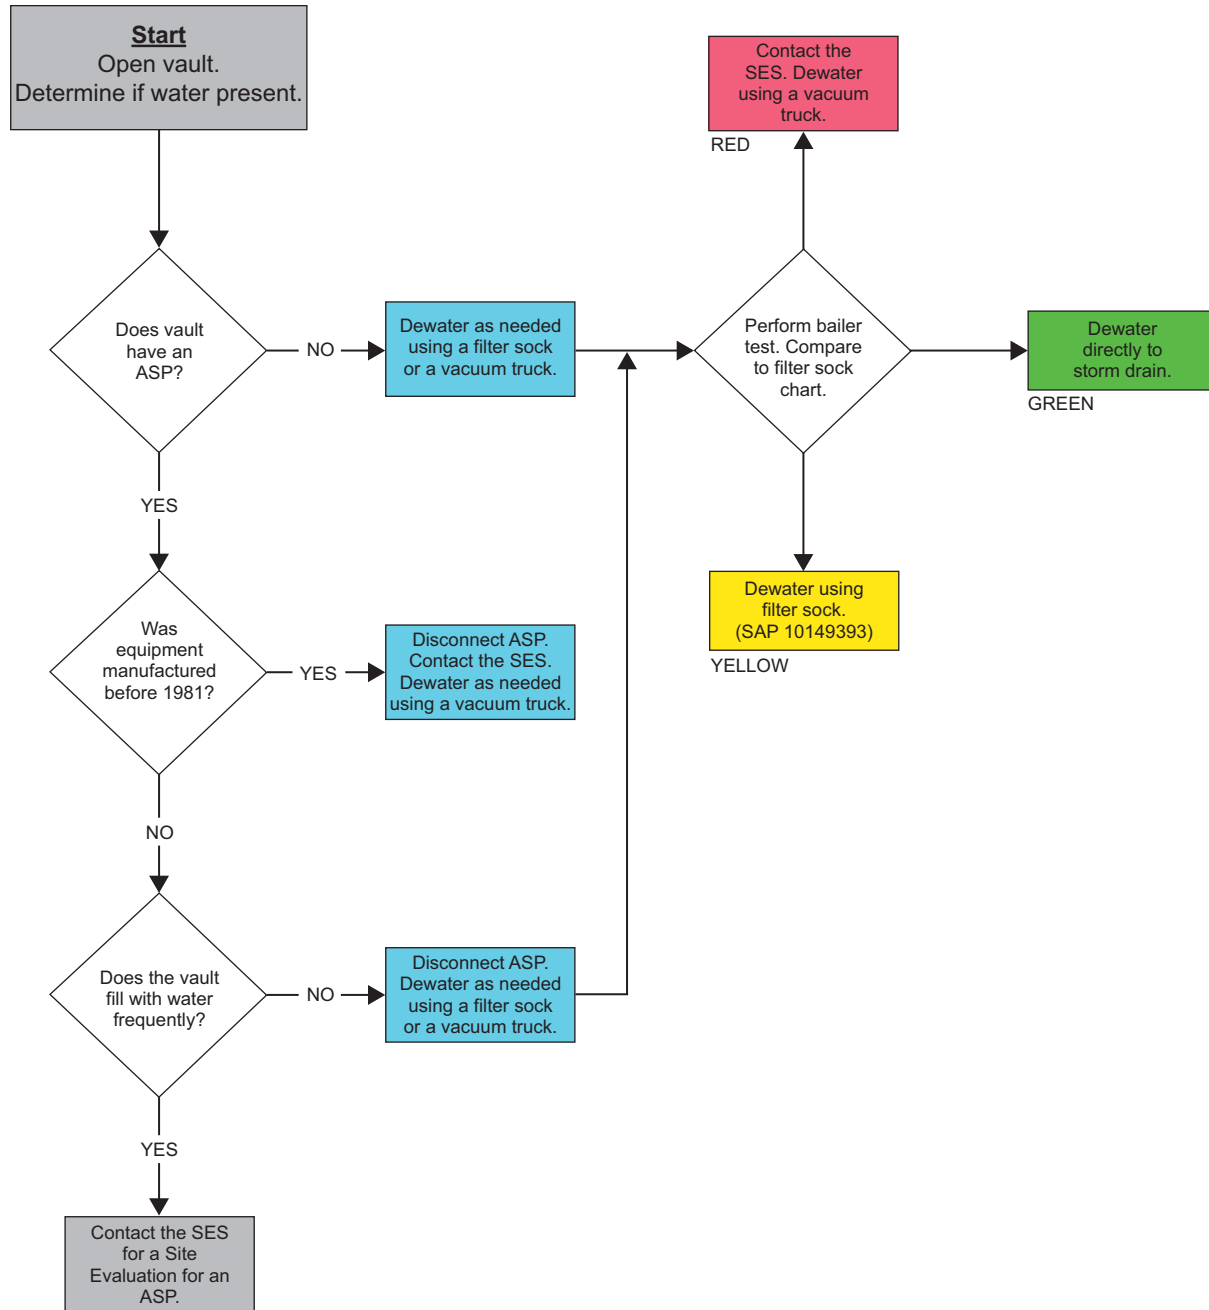 Start
Open vault.
Determine if water present.
Contact the
SES. Dewater
using a vacuum
truck.
RED
Does vault
have an
ASP?
NO
Dewater as needed
using a filter sock
or a vacuum truck.
Perform bailer
test. Compare
to filter sock
chart.
Dewater
directly to
storm drain.
GREEN
YES
Dewater using
filter sock.
(SAP 10149393)
YELLOW
Was
equipment
manufactured
before 1981?
YES
Disconnect ASP.
Contact the SES.
Dewater as needed
using a vacuum truck.
NO
Does the vault
fill with water
frequently?
NO
Disconnect ASP.
Dewater as needed
using a filter sock
or a vacuum truck.
YES
Contact the SES
for a Site
Evaluation for an
ASP.